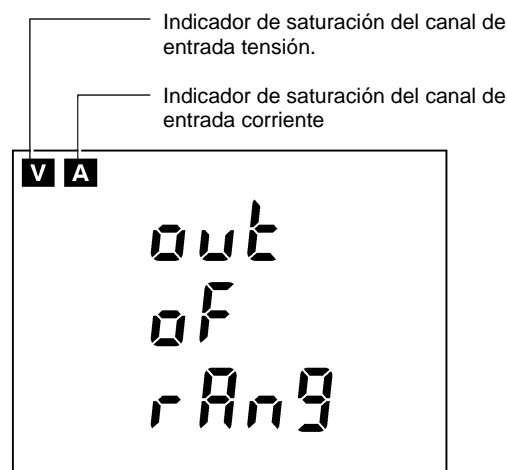 Indicador de saturación del canal de
entrada tensión.
Indicador de saturación del canal de
entrada corriente
V A
out
oF
rAng